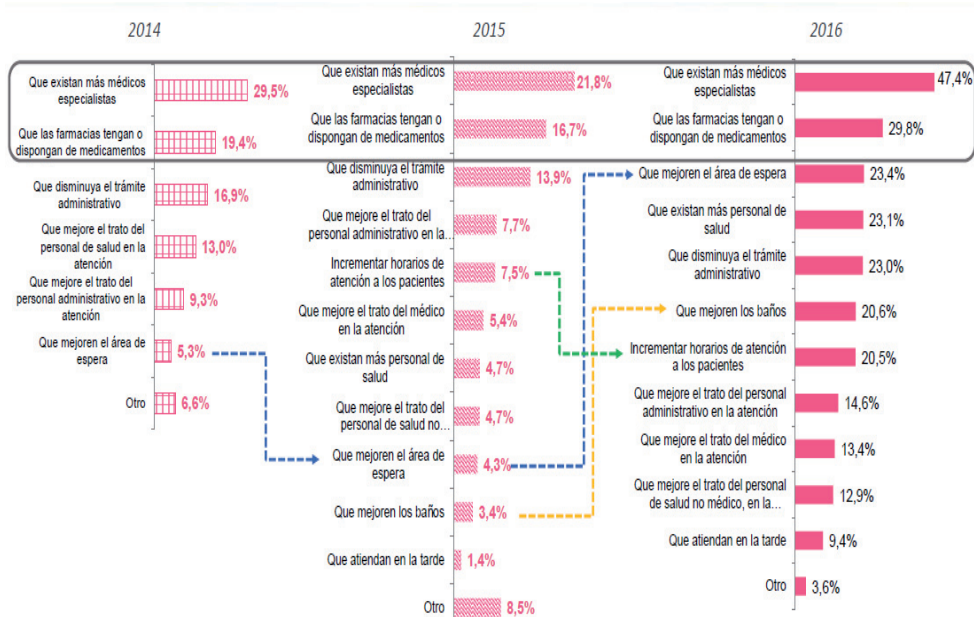 2014
Que existan más médicos
especialistas
29,5%
Que las farmacias tengan o
dispongan de medicamentos
19,4%
Que disminuya el trámite
administrativo
16,9%
Que mejore el trato del
personal de salud en la
atención
13,0%
Que mejore el trato del
personal administrativo en la
atención
9,3%
Que mejoren el área de
espera
5,3%
Otro
6,6%
2015
Que existan más médicos
especialistas
21,8%
Que las farmacias tengan o
dispongan de medicamentos
16,7%
Que disminuya el trámite
administrativo
13,9%
Que mejore el trato del
personal administrativo en la...
7,7%
Incrementar horarios de
atención a los pacientes
7,5%
Que mejore el trato del médico
en la atención
5,4%
Que existan más personal de
salud
4,7%
Que mejore el trato del
personal de salud no...
4,7%
Que mejoren el área de
espera
4,3%
Que mejoren los baños
3,4%
Que atiendan en la tarde
1,4%
Otro
8,5%
2016
Que existan más médicos
especialistas
47,4%
Que las farmacias tengan o
dispongan de medicamentos
29,8%
Que mejoren el área de espera
23,4%
Que existan más personal de
salud
23,1%
Que disminuya el trámite
administrativo
23,0%
Que mejoren los baños
20,6%
Incrementar horarios de atención
a los pacientes
20,5%
Que mejore el trato del personal
administrativo en la atención
14,6%
Que mejore el trato del médico
en la atención
13,4%
Que mejore el trato del personal
de salud no médico, en la...
12,9%
Que atiendan en la tarde
9,4%
Otro
3,6%